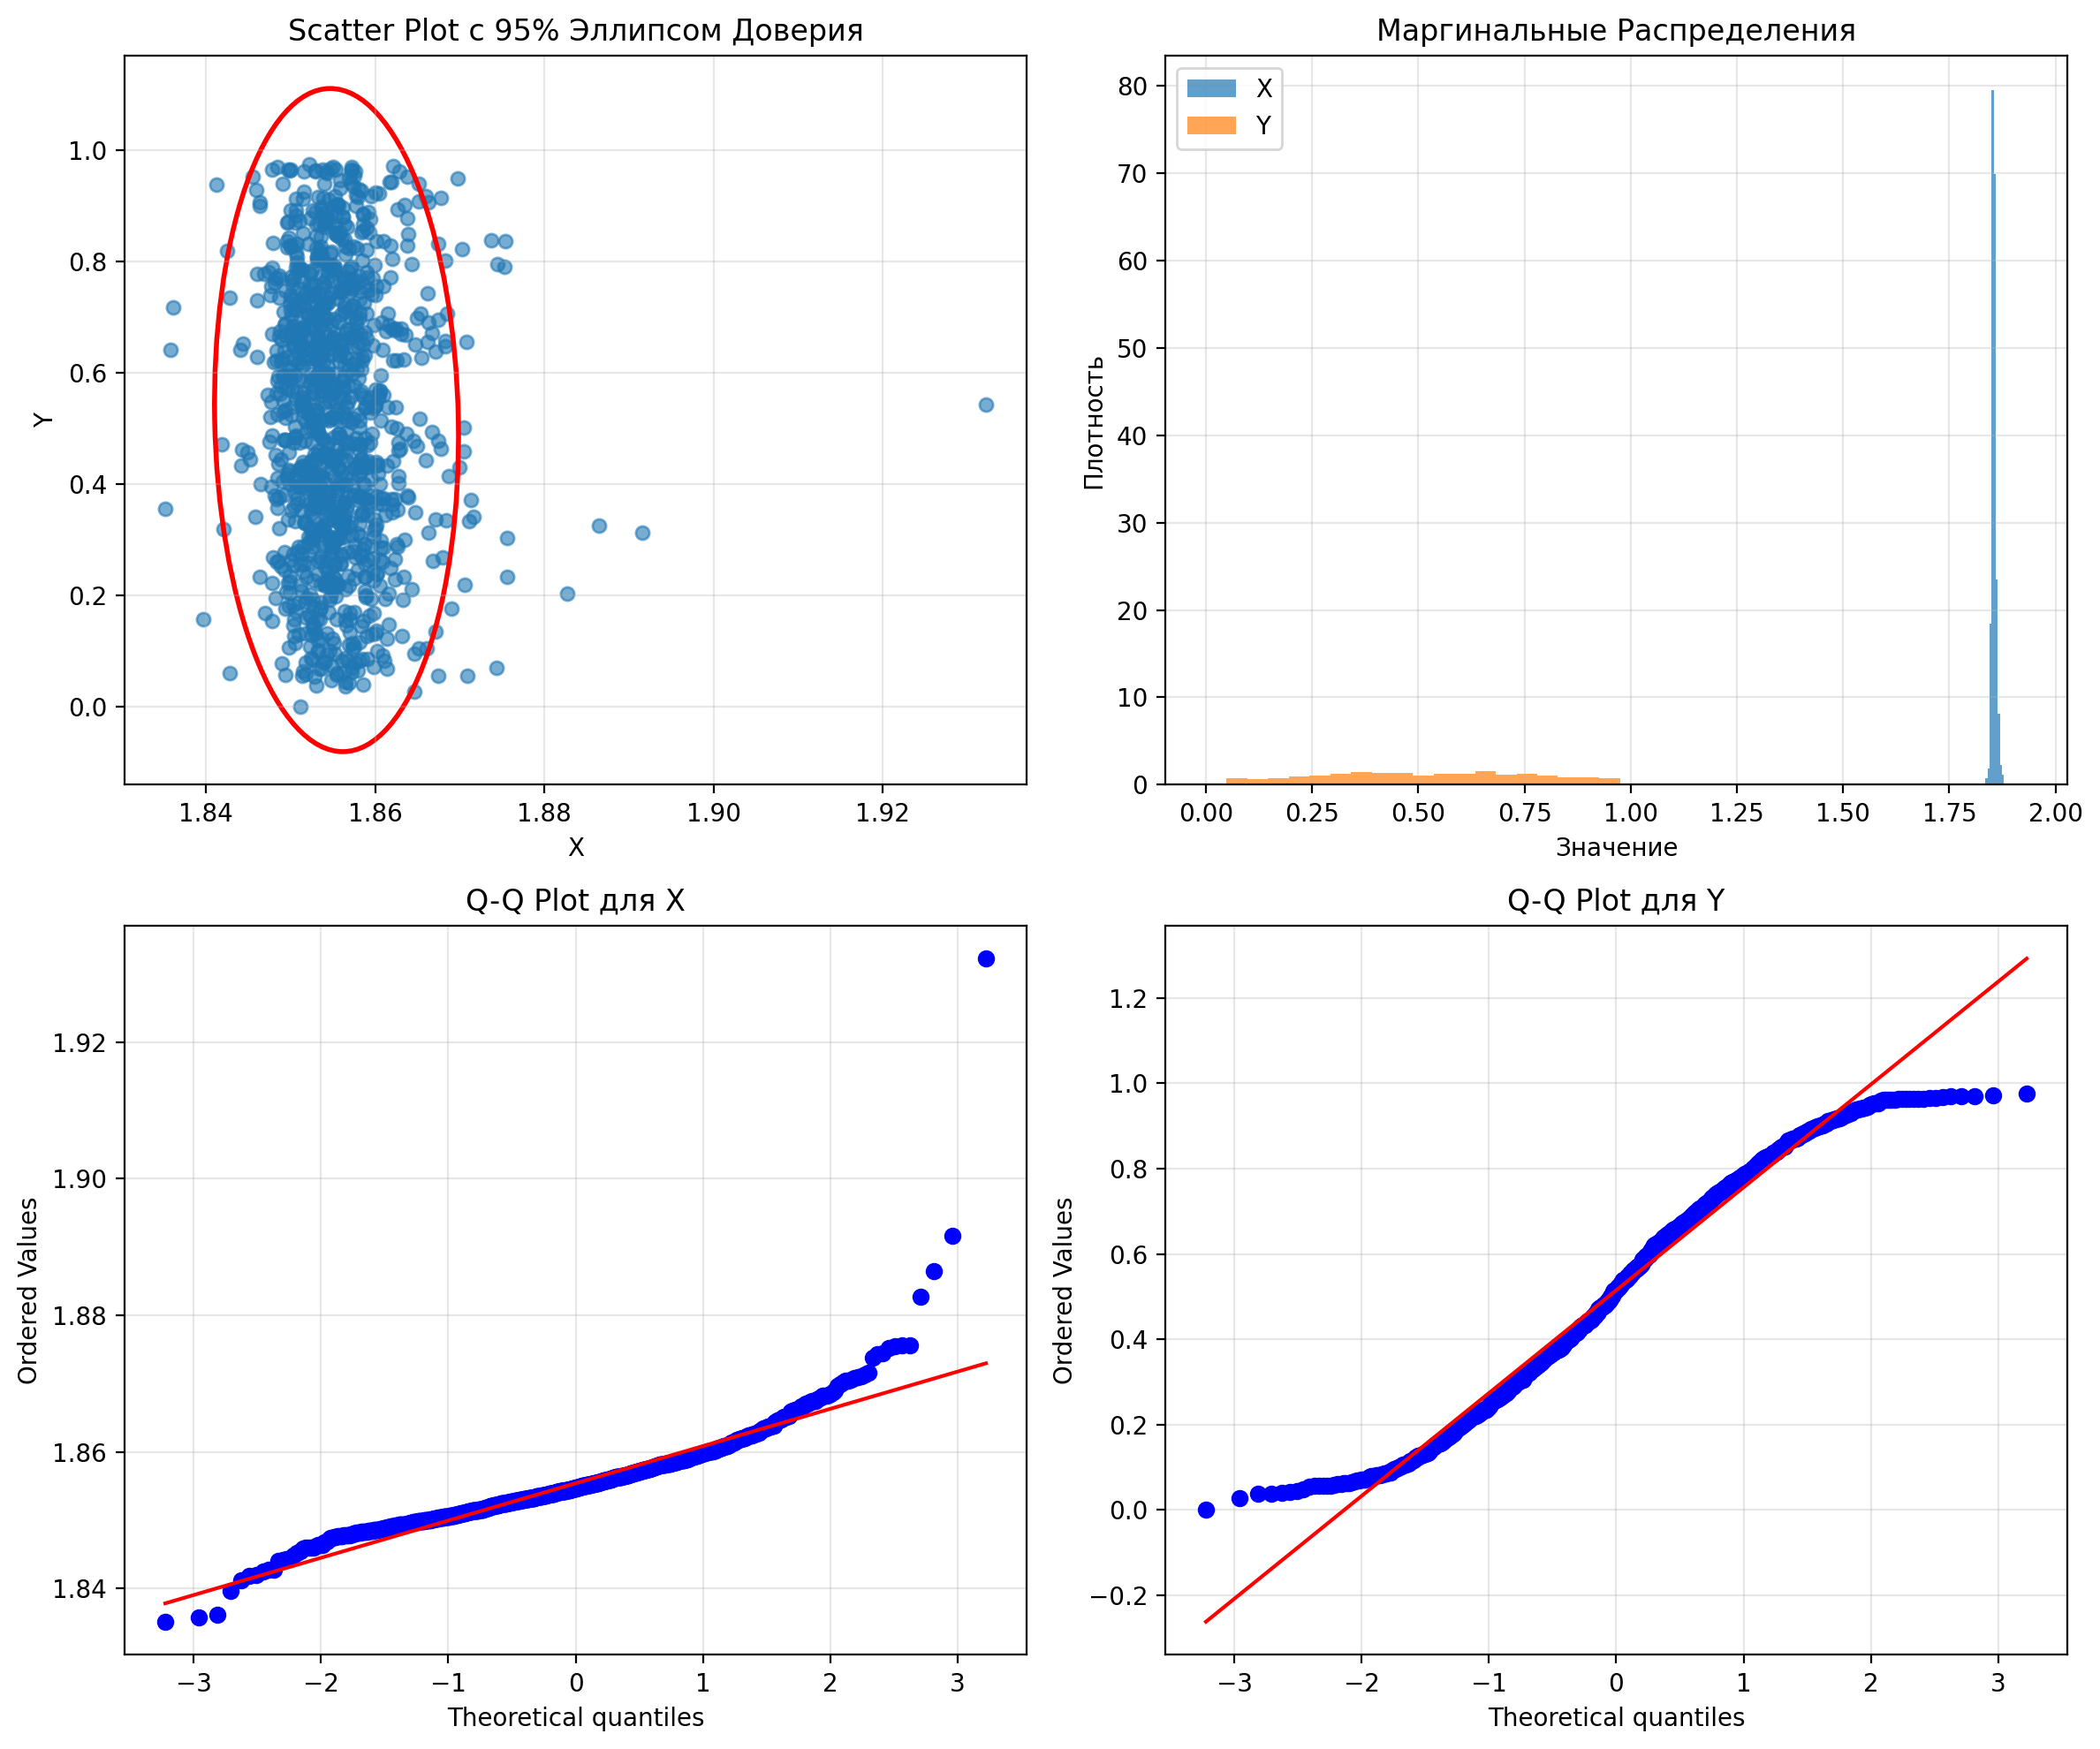 Scatter Plot с 95% Эллипсом Доверия
Y
1.0
0.8
0.6
0.4
0.2
0.0
1.84 1.86 1.88 1.90 1.92
X
Маргинальные Распределения
X
Y
Плотность
80
70
60
50
40
30
20
10
0
0.00 0.25 0.50 0.75 1.00 1.25 1.50 1.75 2.00
Значение
Q-Q Plot для X
Ordered Values
1.92
1.90
1.88
1.86
1.84
−3 −2 −1 0 1 2 3
Theoretical quantiles
Q-Q Plot для Y
Ordered Values
1.2
1.0
0.8
0.6
0.4
0.2
0.0
−0.2
−3 −2 −1 0 1 2 3
Theoretical quantiles